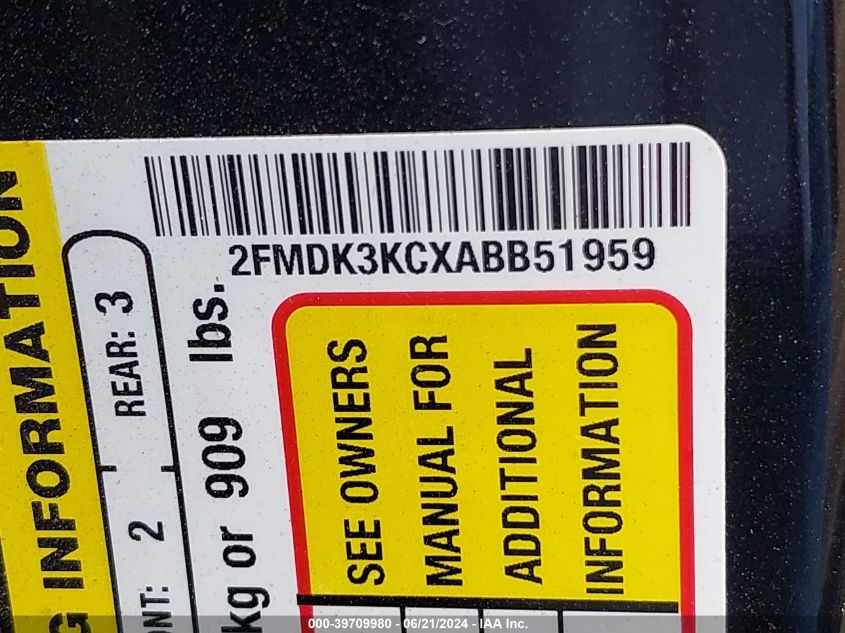 2FMDK3KCXABB51959
G INFORMATION
ONT: 2 REAR: 3
kg or 909 lbs.
SEE OWNERS
MANUAL FOR
ADDITIONAL
INFORMATION
000-39709980 - 06/21/2024 - IAA Inc.